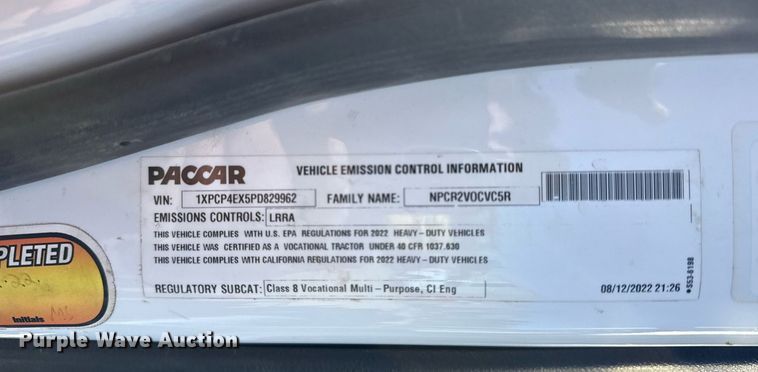 PACCAR VEHICLE EMISSION CONTROL INFORMATION
VIN: 1XPCP4EX5PD829962 FAMILY NAME: NPCR2VOCVC5R
EMISSIONS CONTROLS: LRRA
THIS VEHICLE COMPLIES WITH U.S. EPA REGULATIONS FOR 2022 HEAVY-DUTY VEHICLES
THIS VEHICLE WAS CERTIFIED AS A VOCATIONAL TRACTOR UNDER 40 CFR 1037.630
THIS VEHICLE COMPLIES WITH CALIFORNIA REGULATIONS FOR 2022 HEAVY-DUTY VEHICLES
REGULATORY SUBCAT: Class 8 Vocational Multi-Purpose, CI Eng
08/12/2022 21:26
S53-6198
PLETED
Initials
Purple Wave Auction